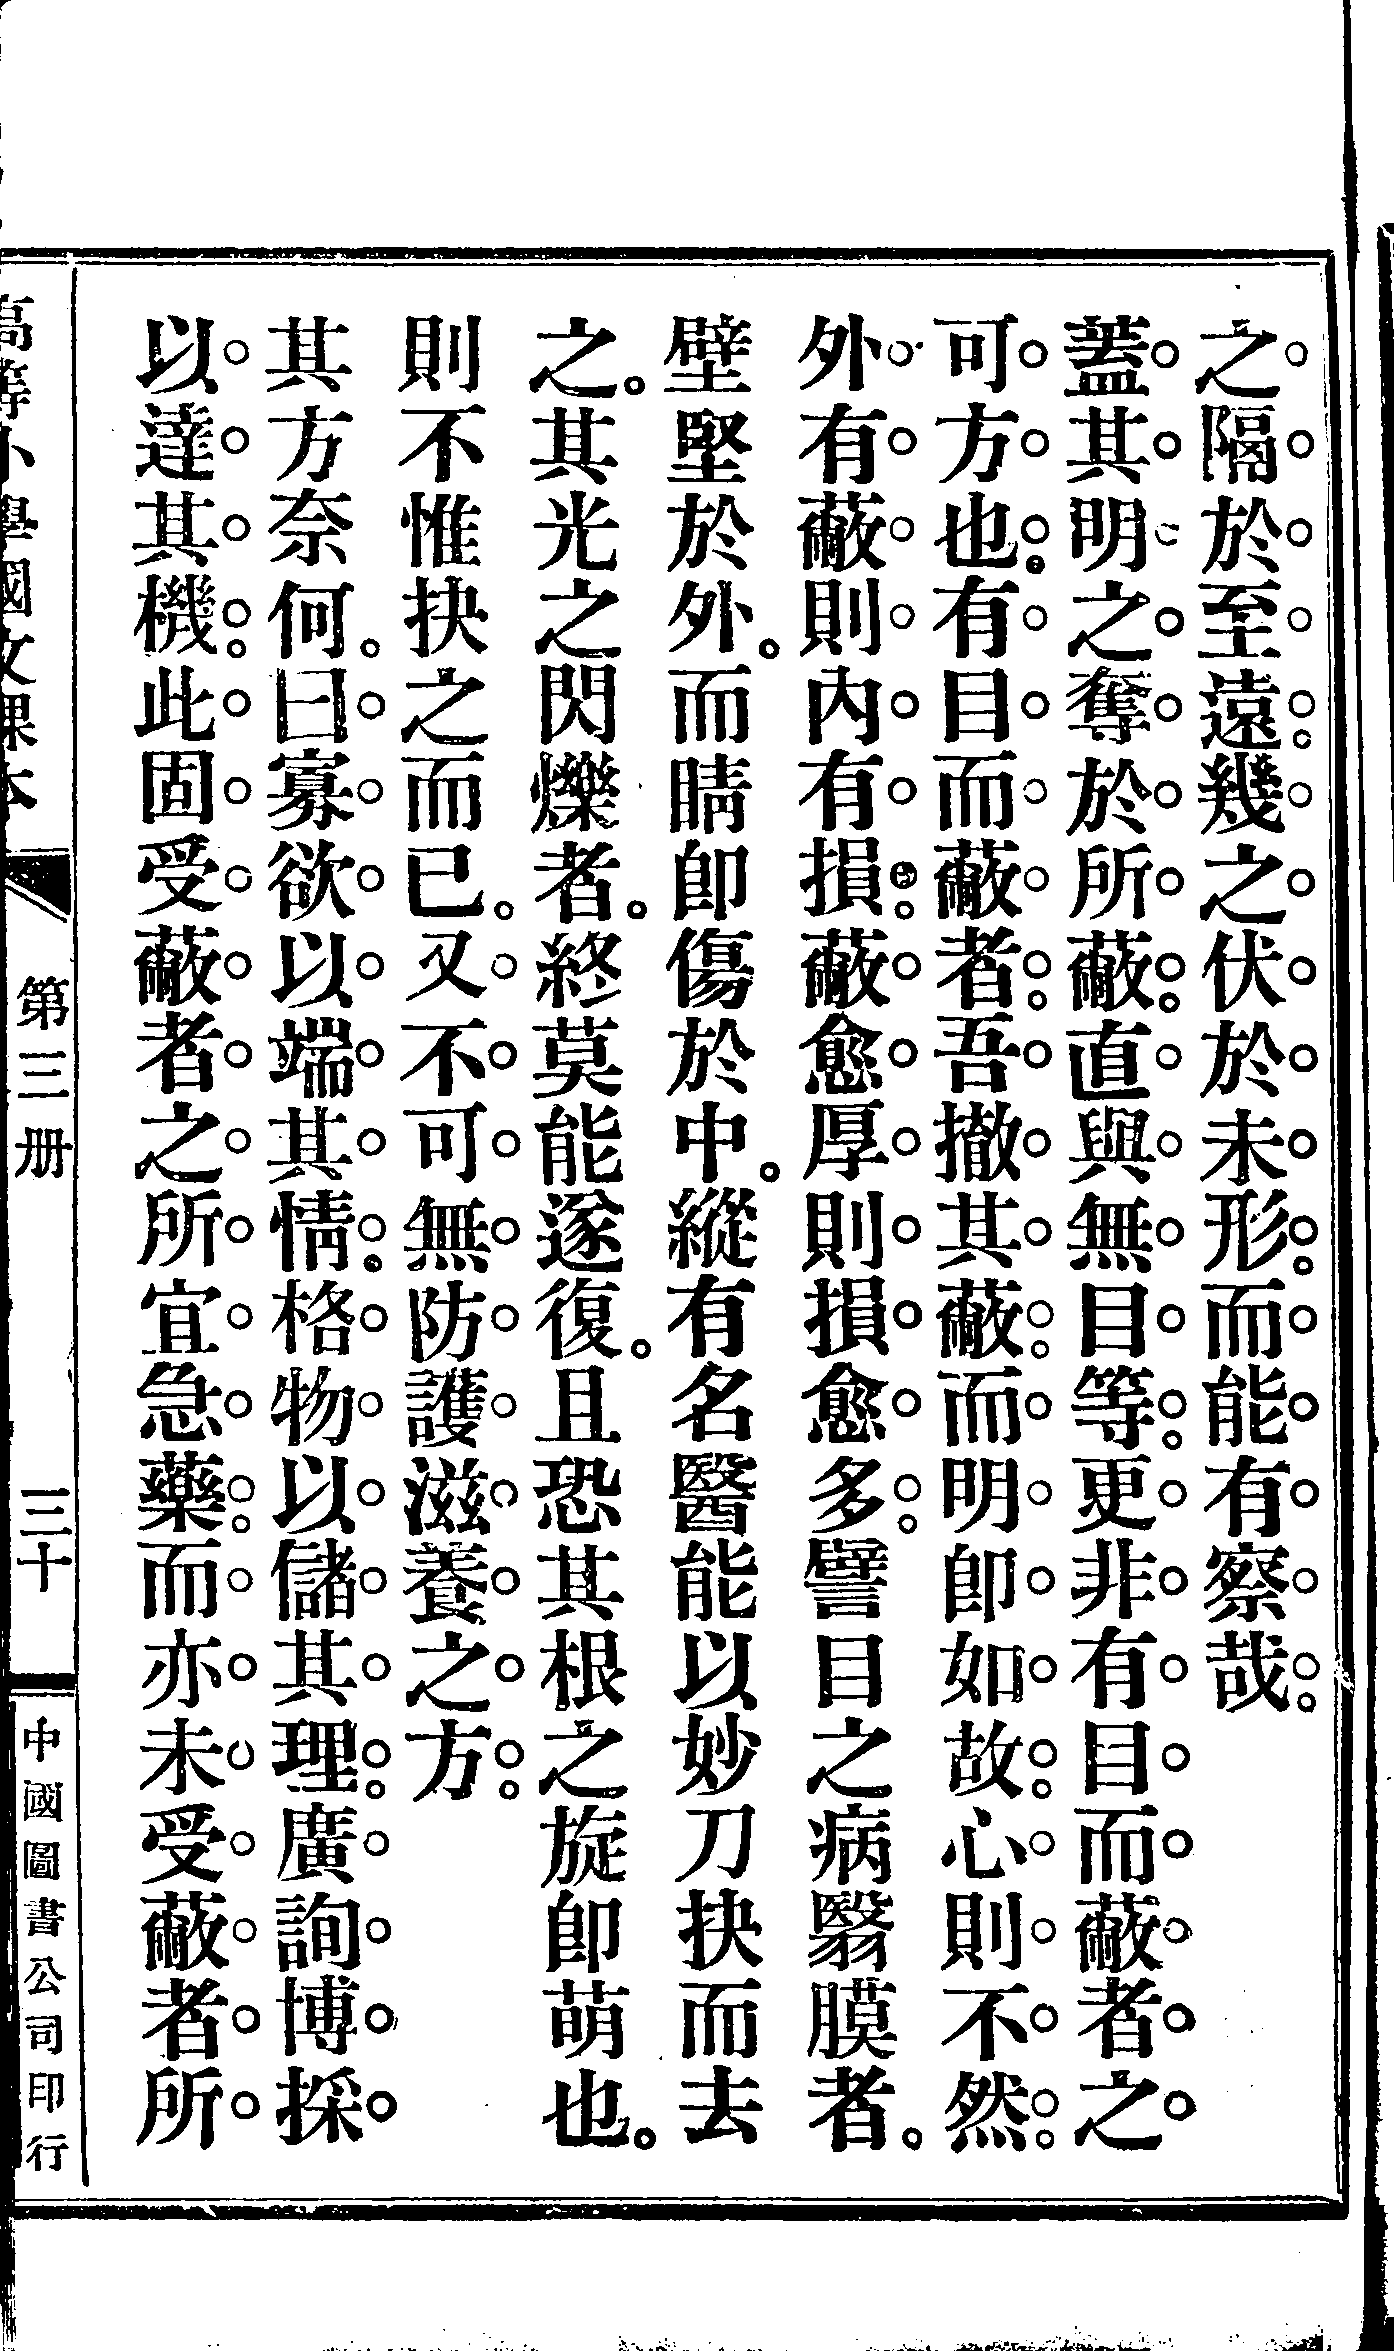 之隔於至遠。幾之伏於未形。而能有察哉。
蓋其明之奪於所蔽。直與無目等。更非有目而蔽者之
可方也。有目而蔽者。吾撤其蔽。而明卽如故。心則不然。
外有蔽則內有損。蔽愈厚則損愈多。譬目之病翳膜者。
壁堅於外。而睛卽傷於中。縱有名醫能以妙刀抉而去
之。其光之閃爍者。終莫能遂復。且恐其根之旋卽萌也。
則不惟抉之而已。又不可無防護滋養之方。
其方奈何。曰寡欲以端其情。格物以儲其理。廣詢博採
以達其機。此固受蔽者之所宜急藥。而亦未受蔽者所
高等小學國文課本
第三册
三十
中國圖書公司印行